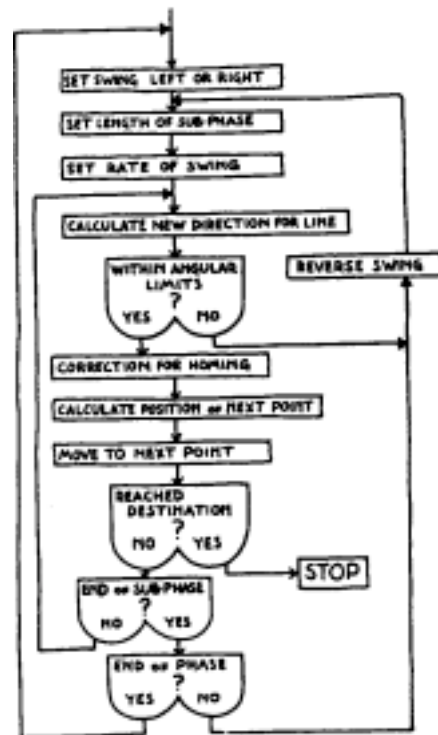 SET SWING LEFT OR RIGHT
SET LENGTH OF SUB-PHASE
SET RATE OF SWING
CALCULATE NEW DIRECTION FOR LINE
WITHIN ANGULAR
LIMITS
?
YES NO
REVERSE SWING
CORRECTION FOR HOMING
CALCULATE POSITION OF NEXT POINT
MOVE TO NEXT POINT
REACHED
DESTINATION
?
NO YES
STOP
END OF SUB-PHASE
?
NO YES
END OF PHASE
?
YES NO